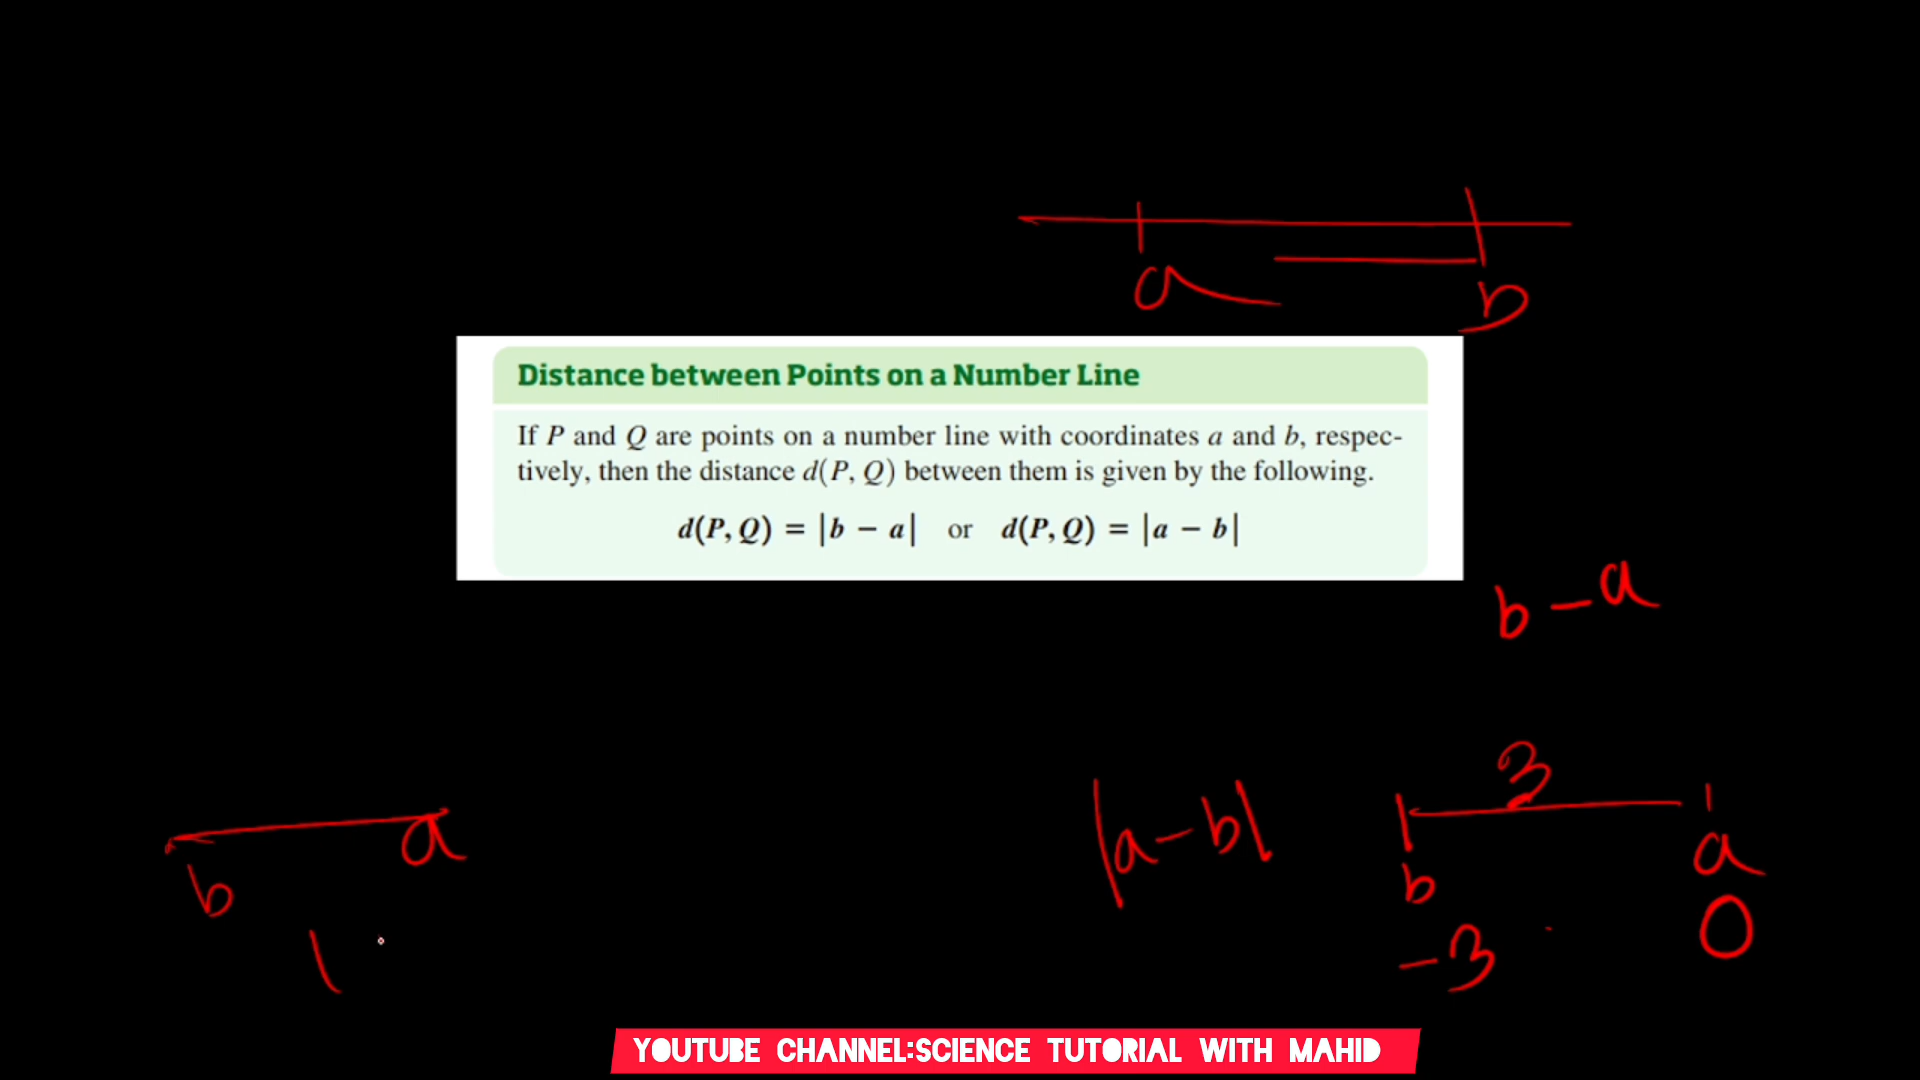 a b
Distance between Points on a Number Line
If P and Q are points on a number line with coordinates a and b, respec-
tively, then the distance d(P, Q) between them is given by the following.
d(P, Q) = |b − a| or d(P, Q) = |a − b|
b − a
3
|a − b|
b a
-3 0
b a
YOUTUBE CHANNEL:SCIENCE TUTORIAL WITH MAHID